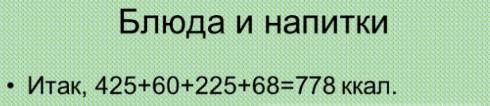 Блюда и напитки
• Итак, 425+60+225+68=778 ккал.